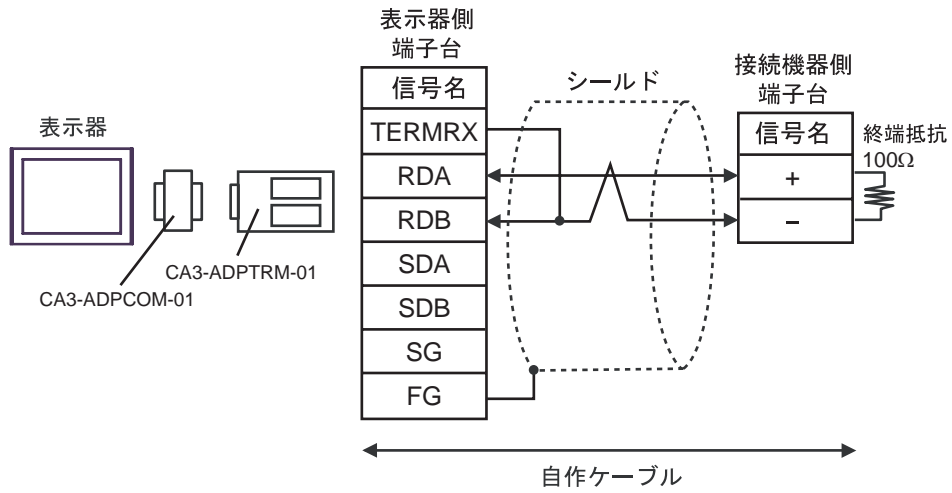 表示器
CA3-ADPCOM-01
CA3-ADPTRM-01
表示器側
端子台
信号名
TERMRX
RDA
RDB
SDA
SDB
SG
FG
シールド
接続機器側
端子台
信号名
+
−
終端抵抗
100Ω
自作ケーブル